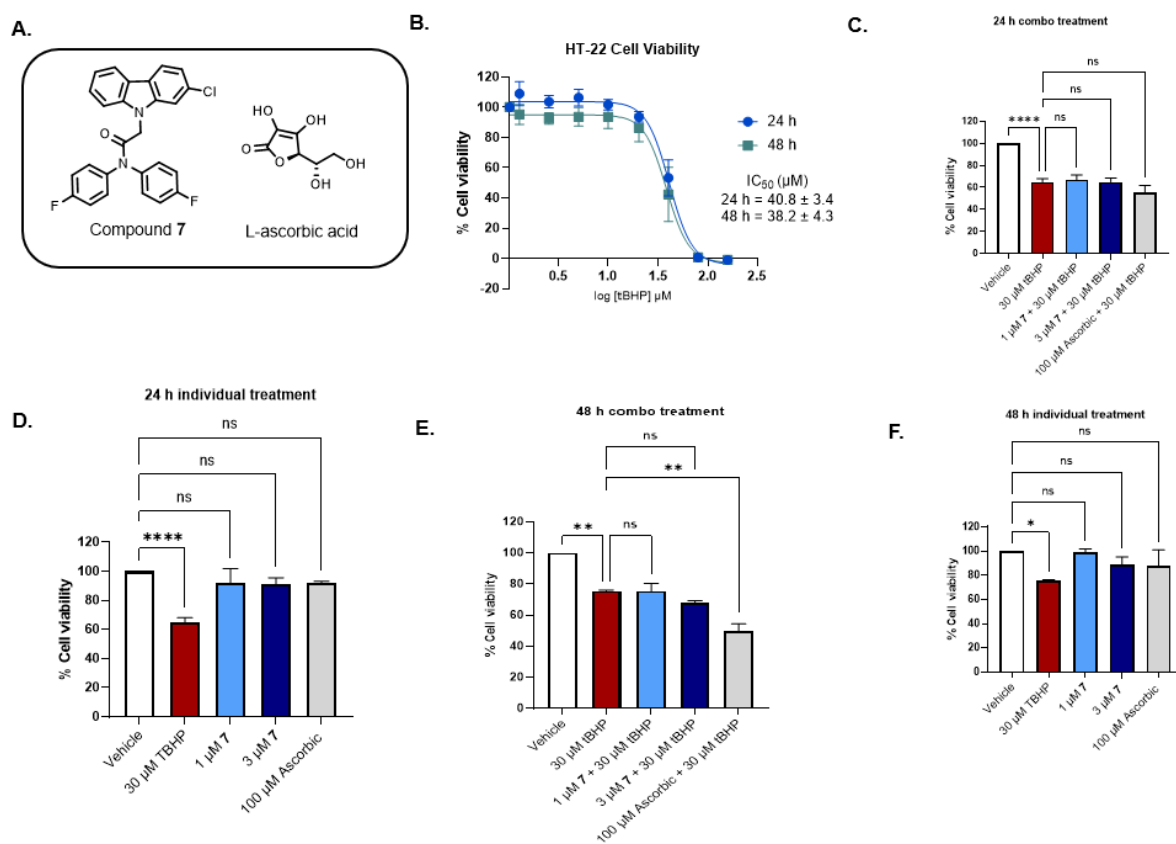 A.
Cl
N
O
N
F
F
Compound 7
HO
OH
O
O
OH
OH
L-ascorbic acid
B.
HT-22 Cell Viability
% Cell viability
120
100
80
60
40
20
0
-20
0.5
1.0
1.5
2.0
2.5
log [tBHP] µM
24 h
48 h
IC50 (µM)
24 h = 40.8 ± 3.4
48 h = 38.2 ± 4.3
C.
24 h combo treatment
ns
ns
**** ns
% Cell viability
120
100
80
60
40
20
0
Vehicle
30 µM tBHP
1 µM 7 + 30 µM tBHP
3 µM 7 + 30 µM tBHP
100 µM Ascorbic + 30 µM tBHP
D.
24 h individual treatment
ns
ns
ns
****
% Cell viability
120
100
80
60
40
20
0
Vehicle
30 µM TBHP
1 µM 7
3 µM 7
100 µM Ascorbic
E.
48 h combo treatment
ns
**
** ns
% Cell viability
120
100
80
60
40
20
0
Vehicle
30 µM tBHP
1 µM 7 + 30 µM tBHP
3 µM 7 + 30 µM tBHP
100 µM Ascorbic + 30 µM tBHP
F.
48 h individual treatment
ns
ns
ns
*
% Cell viability
120
100
80
60
40
20
0
Vehicle
30 µM TBHP
1 µM 7
3 µM 7
100 µM Ascorbic